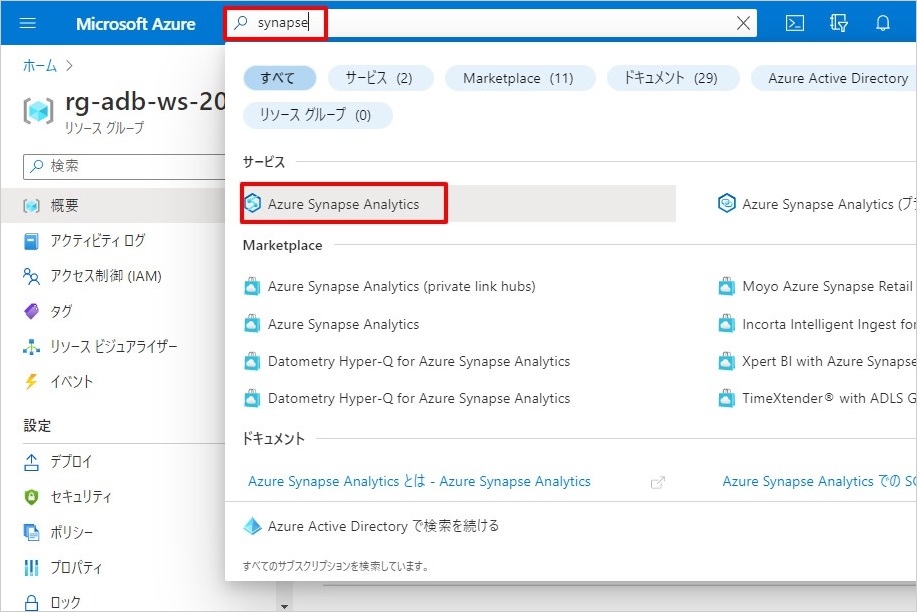 Microsoft Azure
synapse
ホーム
rg-adb-ws-20
リソース グループ
検索
概要
アクティビティ ログ
アクセス制御 (IAM)
タグ
リソース ビジュアライザー
イベント
設定
デプロイ
セキュリティ
ポリシー
プロパティ
ロック
すべて
サービス (2)
Marketplace (11)
ドキュメント (29)
Azure Active Directory
リソース グループ (0)
サービス
Azure Synapse Analytics
Azure Synapse Analytics (プ
Marketplace
Azure Synapse Analytics (private link hubs)
Moyo Azure Synapse Retail
Azure Synapse Analytics
Incorta Intelligent Ingest for
Datometry Hyper-Q for Azure Synapse Analytics
Xpert BI with Azure Synapse
Datometry Hyper-Q for Azure Synapse Analytics
TimeXtender® with ADLS G
ドキュメント
Azure Synapse Analytics とは - Azure Synapse Analytics
Azure Synapse Analytics での SQ
Azure Active Directory で検索を続ける
すべてのサブスクリプションを検索しています。